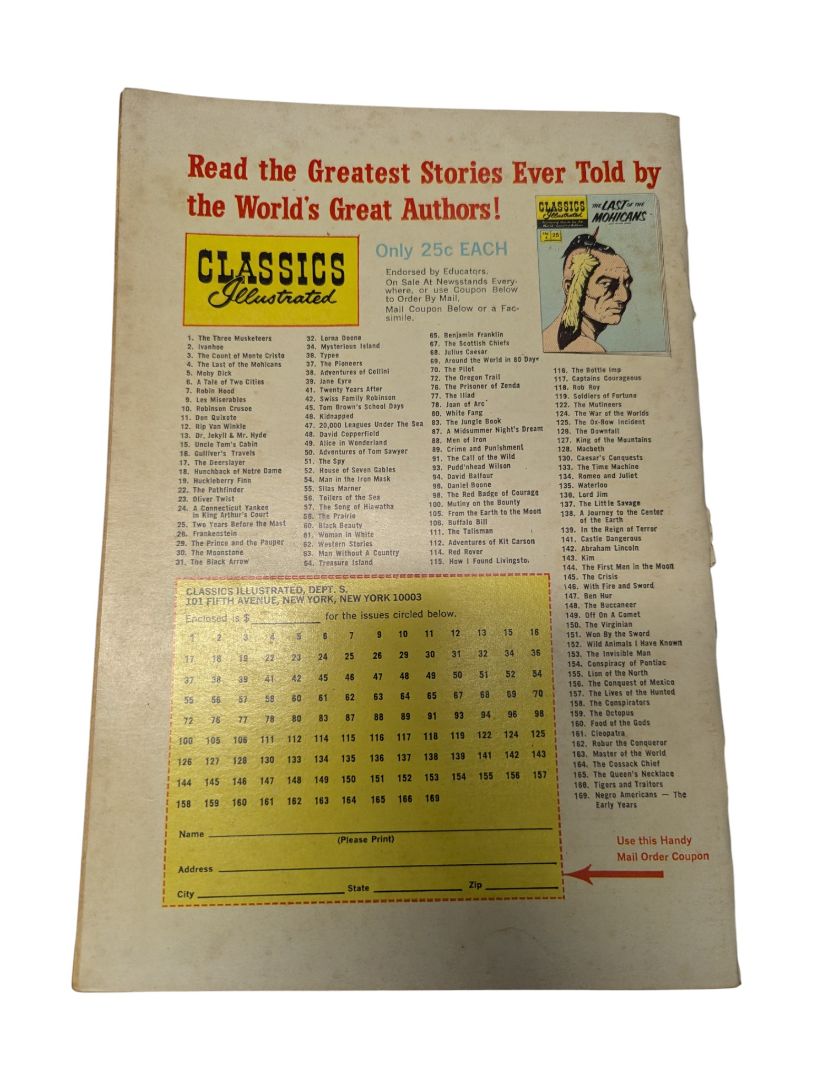 Read the Greatest Stories Ever Told by
the World's Great Authors!
CLASSICS
Illustrated
Only 25c EACH
Endorsed by Educators.
On Sale At Newsstands Every-
where, or use Coupon Below
to Order By Mail,
Mail Coupon Below or a Fac-
simile.
CLASSICS
Illustrated
25
THE LAST OF THE
MOHICANS
1. The Three Musketeers
2. Ivanhoe
3. The Count of Monte Cristo
4. The Last of the Mohicans
5. Moby Dick
6. A Tale of Two Cities
7. Robin Hood
9. Les Miserables
10. Robinson Crusoe
11. Don Quixote
12. Rip Van Winkle
13. Dr. Jekyll & Mr. Hyde
15. Uncle Tom's Cabin
16. Gulliver's Travels
17. The Deerslayer
18. Hunchback of Notre Dame
19. Huckleberry Finn
22. The Pathfinder
23. Oliver Twist
24. A Connecticut Yankee
in King Arthur's Court
25. Two Years Before the Mast
26. Frankenstein
29. The Prince and the Pauper
30. The Moonstone
31. The Black Arrow
32. Lorna Doone
34. Mysterious Island
36. Typee
37. The Pioneers
38. Adventures of Cellini
39. Jane Eyre
41. Twenty Years After
42. Swiss Family Robinson
45. Tom Brown's School Days
46. Kidnapped
47. 20,000 Leagues Under The Sea
48. David Copperfield
49. Alice in Wonderland
50. Adventures of Tom Sawyer
51. The Spy
52. House of Seven Gables
54. Man in the Iron Mask
55. Silas Marner
56. Toilers of the Sea
57. The Song of Hiawatha
58. The Prairie
60. Black Beauty
61. Woman in White
62. Western Stories
63. Man Without A Country
64. Treasure Island
65. Benjamin Franklin
67. The Scottish Chiefs
68. Julius Caesar
69. Around the World in 80 Days
70. The Pilot
72. The Oregon Trail
76. The Prisoner of Zenda
77. The Iliad
78. Joan of Arc
80. White Fang
83. The Jungle Book
87. A Midsummer Night's Dream
88. Men of Iron
89. Crime and Punishment
91. The Call of the Wild
93. Pudd'nhead Wilson
94. David Balfour
96. Daniel Boone
98. The Red Badge of Courage
100. Mutiny on the Bounty
105. From the Earth to the Moon
106. Buffalo Bill
111. The Talisman
112. Adventures of Kit Carson
114. Red Rover
115. How I Found Livingsto.
116. The Bottle Imp
117. Captains Courageous
118. Rob Roy
119. Soldiers of Fortune
122. The Mutineers
124. The War of the Worlds
125. The Ox-Bow Incident
126. The Downfall
127. King of the Mountains
128. Macbeth
130. Caesar's Conquests
133. The Time Machine
134. Romeo and Juliet
135. Waterloo
136. Lord Jim
137. The Little Savage
138. A Journey to the Center
of the Earth
139. In the Reign of Terror
141. Castle Dangerous
142. Abraham Lincoln
143. Kim
144. The First Men in the Moon
145. The Crisis
146. With Fire and Sword
147. Ben Hur
148. The Buccaneer
149. Off On A Comet
150. The Virginian
151. Won By the Sword
152. Wild Animals I Have Known
153. The Invisible Man
154. Conspiracy of Pontiac
155. Lion of the North
156. The Conquest of Mexico
157. The Lives of the Hunted
158. The Conspirators
159. The Octopus
160. Food of the Gods
161. Cleopatra
162. Robur the Conqueror
163. Master of the World
164. The Cossack Chief
165. The Queen's Necklace
166. Tigers and Traitors
169. Negro Americans — The
Early Years
CLASSICS ILLUSTRATED, DEPT. S.
101 FIFTH AVENUE, NEW YORK, NEW YORK 10003
Enclosed is $ for the issues circled below.
1 2 3 4 5 6 7 9 10 11 12 13 15 16
17 18 19 22 23 24 25 26 29 30 31 32 34 36
37 38 39 41 42 45 46 47 48 49 50 51 52 54
55 56 57 58 60 61 62 63 64 65 67 68 69 70
72 76 77 78 80 83 87 88 89 91 93 94 96 98
100 105 106 111 112 114 115 116 117 118 119 122 124 125
126 127 128 130 133 134 135 136 137 138 139 141 142 143
144 145 146 147 148 149 150 151 152 153 154 155 156 157
158 159 160 161 162 163 164 165 166 169
Name
(Please Print)
Address
City State Zip
Use this Handy
Mail Order Coupon